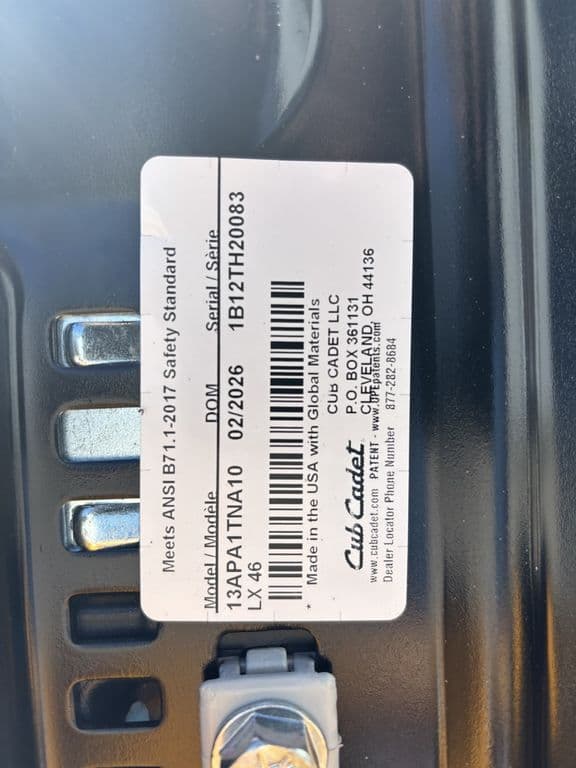 Meets ANSI B71.1-2017 Safety Standard
Model / Modèle DOM Serial / Série
13APA1TNA10 02/2026 1B12TH20083
LX 46
* Made in the USA with Global Materials
CUB CADET LLC
P.O. BOX 361131
CLEVELAND, OH 44136
Cub Cadet
www.cubcadet.com PATENT - www.OPEpatents.com
Dealer Locator Phone Number 877-282-8684